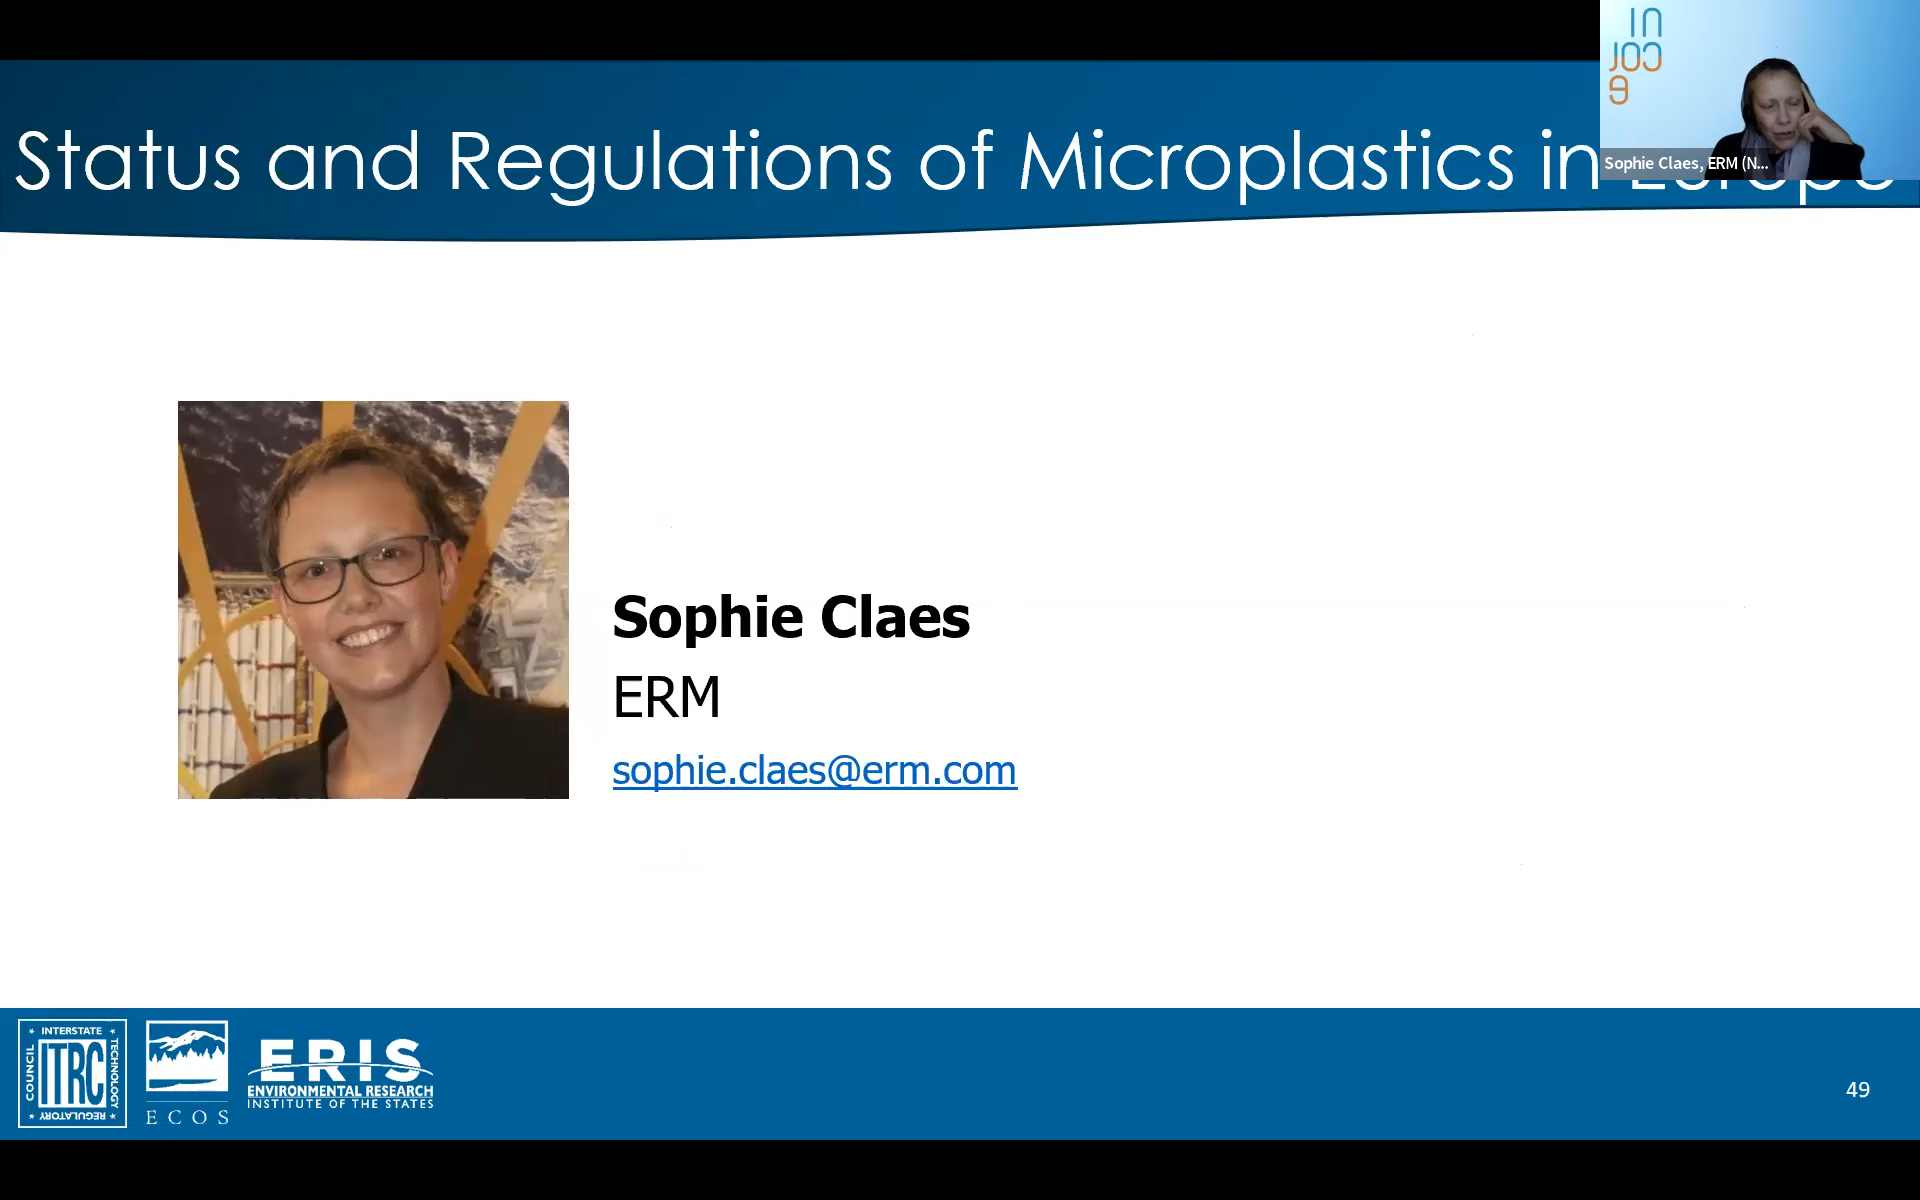 Status and Regulations of Microplastics in Europe
Sophie Claes, ERM (N...
Sophie Claes
ERM
sophie.claes@erm.com
INTERSTATE
COUNCIL
ITRC
TECHNOLOGY
REGULATORY
ECOS
ERIS
ENVIRONMENTAL RESEARCH
INSTITUTE OF THE STATES
49